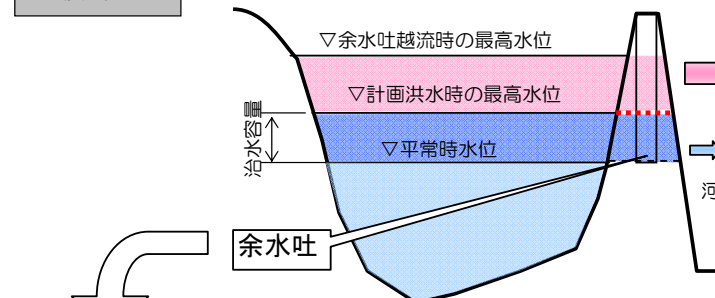 ▽余水吐越流時の最高水位
▽計画洪水時の最高水位
治水容量
▽平常時水位
河
余水吐